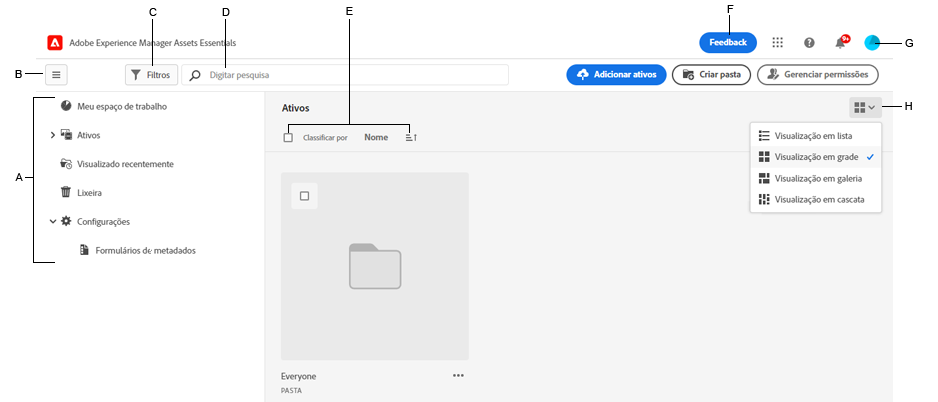 C
D
E
F
Adobe Experience Manager Assets Essentials
Feedback
9+
G
B
Filtros
Digitar pesquisa
Adicionar ativos
Criar pasta
Gerenciar permissões
A
Meu espaço de trabalho
Ativos
Visualizado recentemente
Lixeira
Configurações
Formulários de metadados
Ativos
H
Classificar por
Nome
Visualização em lista
Visualização em grade
Visualização em galeria
Visualização em cascata
Everyone
PASTA